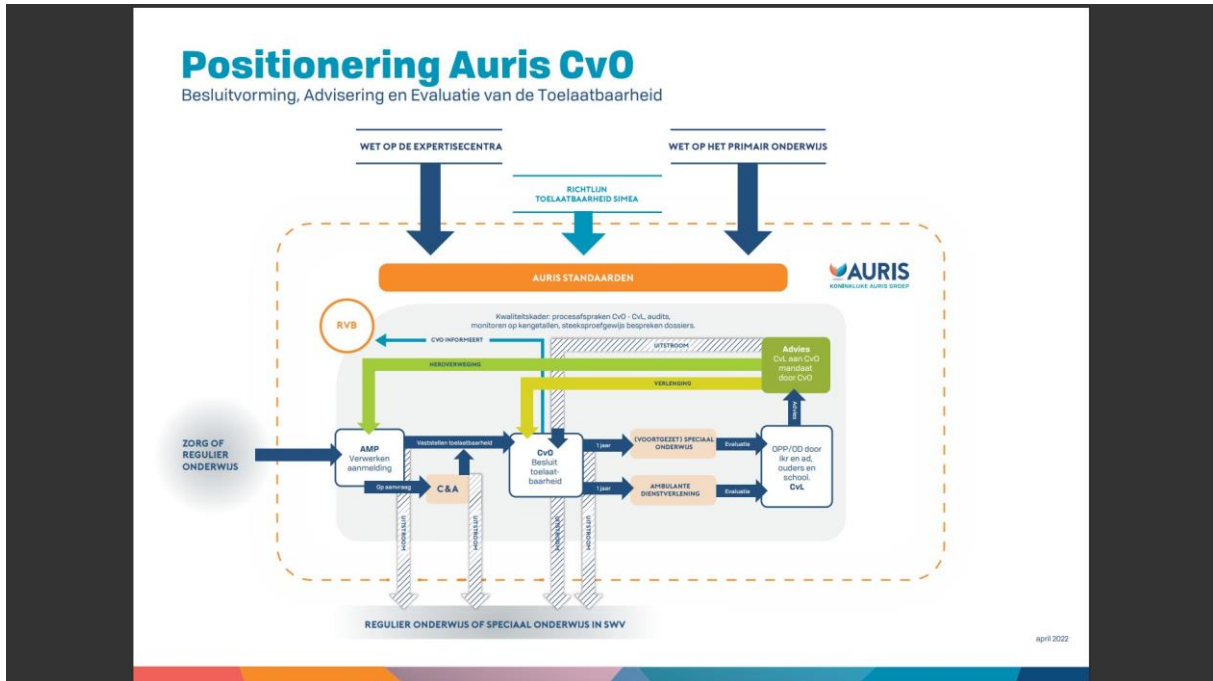 Positionering Auris CvO
Besluitvorming, Advisering en Evaluatie van de Toelaatbaarheid
WET OP DE EXPERTISECENTRA
WET OP HET PRIMAIR ONDERWIJS
RICHTLIJN
TOELAATBAARHEID SIMEA
AURIS STANDAARDEN
AURIS
KONINKLIJKE AURIS GROEP
RVB
Kwaliteitskader: procesafspraken CvO - CvL, audits,
monitoren op kengetallen, steeksproefgewijs bespreken dossiers.
CVO INFORMEERT
UITSTROOM
HEROVERWEGING
VERLENGING
Advies
CvL aan CvO
mandaat
door CvO
Advies
ZORG OF
REGULIER
ONDERWIJS
AMP
Verwerken
aanmelding
Vaststellen toelaatbaarheid
Op aanvraag
C&A
CvO
Besluit
toelaat-
baarheid
1 jaar
(VOORTGEZET) SPECIAAL
ONDERWIJS
Evaluatie
1 jaar
AMBULANTE
DIENSTVERLENING
Evaluatie
OPP/OD door
lkr en ad,
ouders en
school.
CvL
UITSTROOM
UITSTROOM
UITSTROOM
UITSTROOM
REGULIER ONDERWIJS OF SPECIAAL ONDERWIJS IN SWV
april 2022